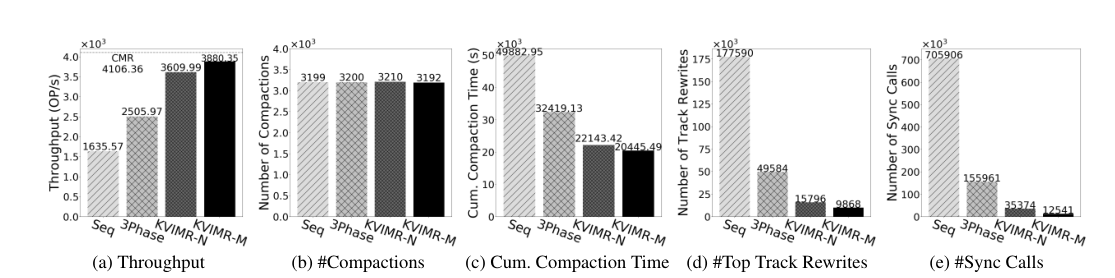 ×10³
Throughput (OP/s)
4.0
3.5
3.0
2.5
2.0
1.5
1.0
0.5
0.0
CMR
4106.36
1635.57
2505.97
3609.99
3880.35
Seq
3Phase
KVIMR-N
KVIMR-M
(a) Throughput
×10³
Number of Compactions
4.0
3.5
3.0
2.5
2.0
1.5
1.0
0.5
0.0
3199
3200
3210
3192
Seq
3Phase
KVIMR-N
KVIMR-M
(b) #Compactions
×10³
Cum. Compaction Time (s)
50
40
30
20
10
0
49882.95
32419.13
22143.42
20445.49
Seq
3Phase
KVIMR-N
KVIMR-M
(c) Cum. Compaction Time
×10³
Number of Track Rewrites
175
150
125
100
75
50
25
0
177590
49584
15796
9868
Seq
3Phase
KVIMR-N
KVIMR-M
(d) #Top Track Rewrites
×10³
Number of Sync Calls
700
600
500
400
300
200
100
0
705906
155961
35374
12541
Seq
3Phase
KVIMR-N
KVIMR-M
(e) #Sync Calls